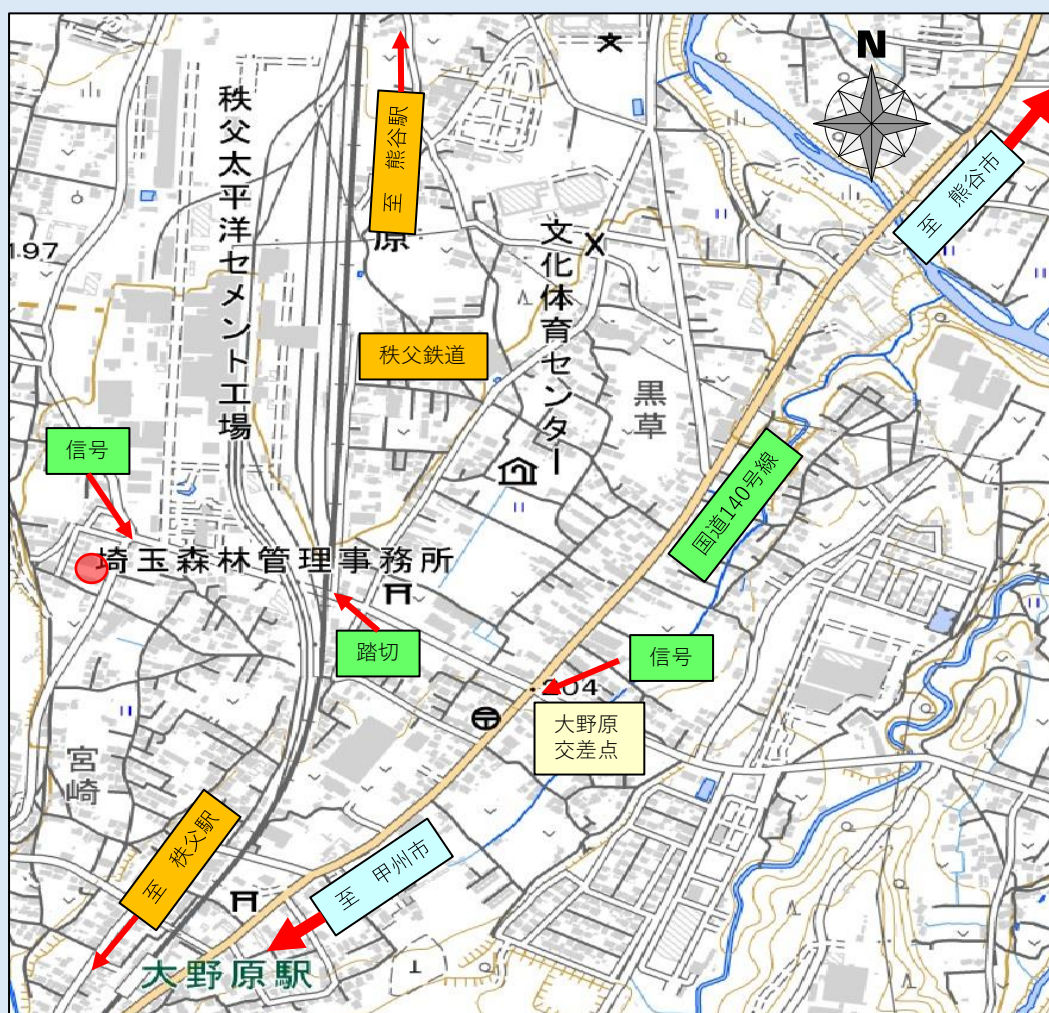 N
至 熊谷駅
至 熊谷市
秩父太平洋セメント工場
原
文化体育センター
197
秩父鉄道
黒草
信号
国道140号線
埼玉森林管理事務所
踏切
信号
204
大野原
交差点
宮崎
至 秩父駅
至 甲州市
大野原駅